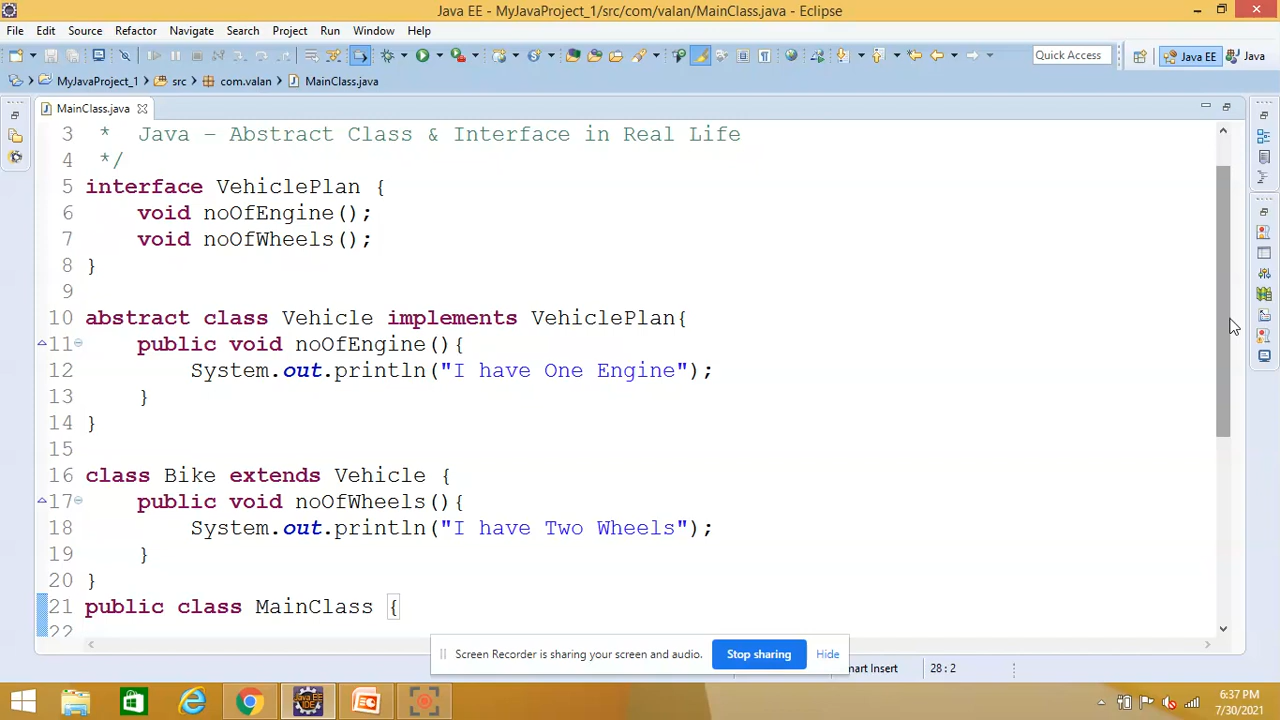 Java EE - MyJavaProject_1/src/com/valan/MainClass.java - Eclipse
File Edit Source Refactor Navigate Search Project Run Window Help
Quick Access Java EE Java
MyJavaProject_1 src com.valan MainClass.java
MainClass.java
3 * Java – Abstract Class & Interface in Real Life
4 */
5 interface VehiclePlan {
6 void noOfEngine();
7 void noOfWheels();
8 }
9
10 abstract class Vehicle implements VehiclePlan{
11 public void noOfEngine(){
12 System.out.println("I have One Engine");
13 }
14 }
15
16 class Bike extends Vehicle {
17 public void noOfWheels(){
18 System.out.println("I have Two Wheels");
19 }
20 }
21 public class MainClass {
22
Screen Recorder is sharing your screen and audio. Stop sharing Hide
mart Insert 28 : 2
Java EE IDE
6:37 PM
7/30/2021